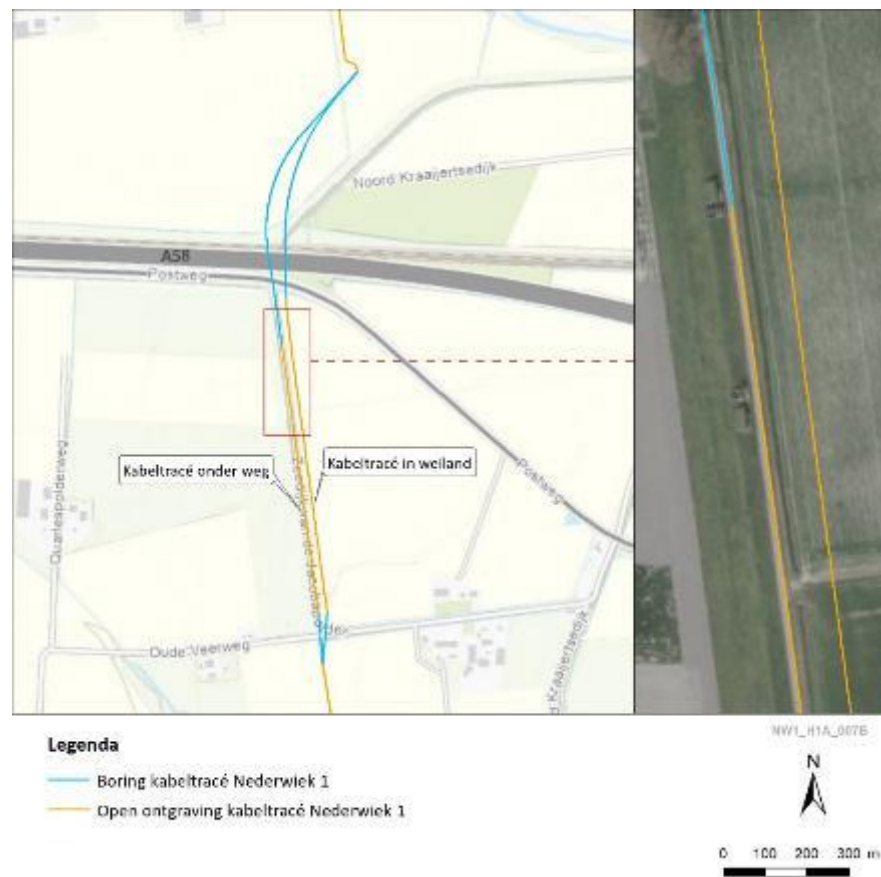 Noord Kraaijertsedijk
A58
Postweg
Quarlespolderweg
Kabeltracé onder weg
Kabeltracé in weiland
Postweg
Oude Veerweg
d Kraaijertsedijk
NW1_H1A_007B
Legenda
Boring kabeltracé Nederwiek 1
Open ontgraving kabeltracé Nederwiek 1
N
0 100 200 300 m